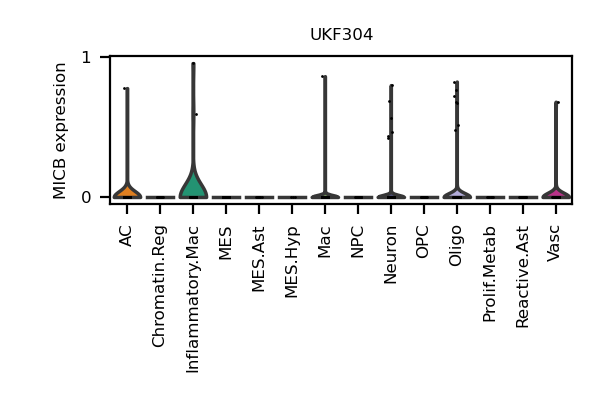 UKF304
MICB expression
1
0
AC
Chromatin.Reg
Inflammatory.Mac
MES
MES.Ast
MES.Hyp
Mac
NPC
Neuron
OPC
Oligo
Prolif.Metab
Reactive.Ast
Vasc